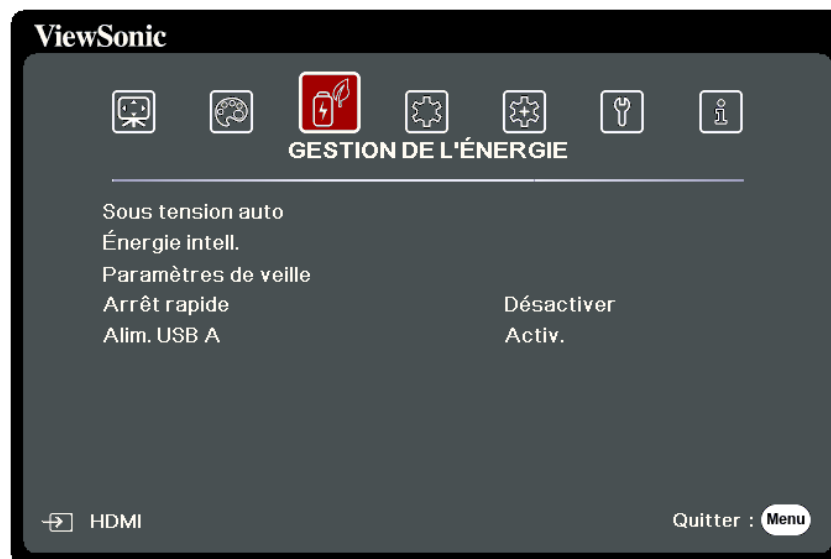 ViewSonic
GESTION DE L'ÉNERGIE
Sous tension auto
Énergie intell.
Paramètres de veille
Arrêt rapide Désactiver
Alim. USB A Activ.
HDMI Quitter : Menu